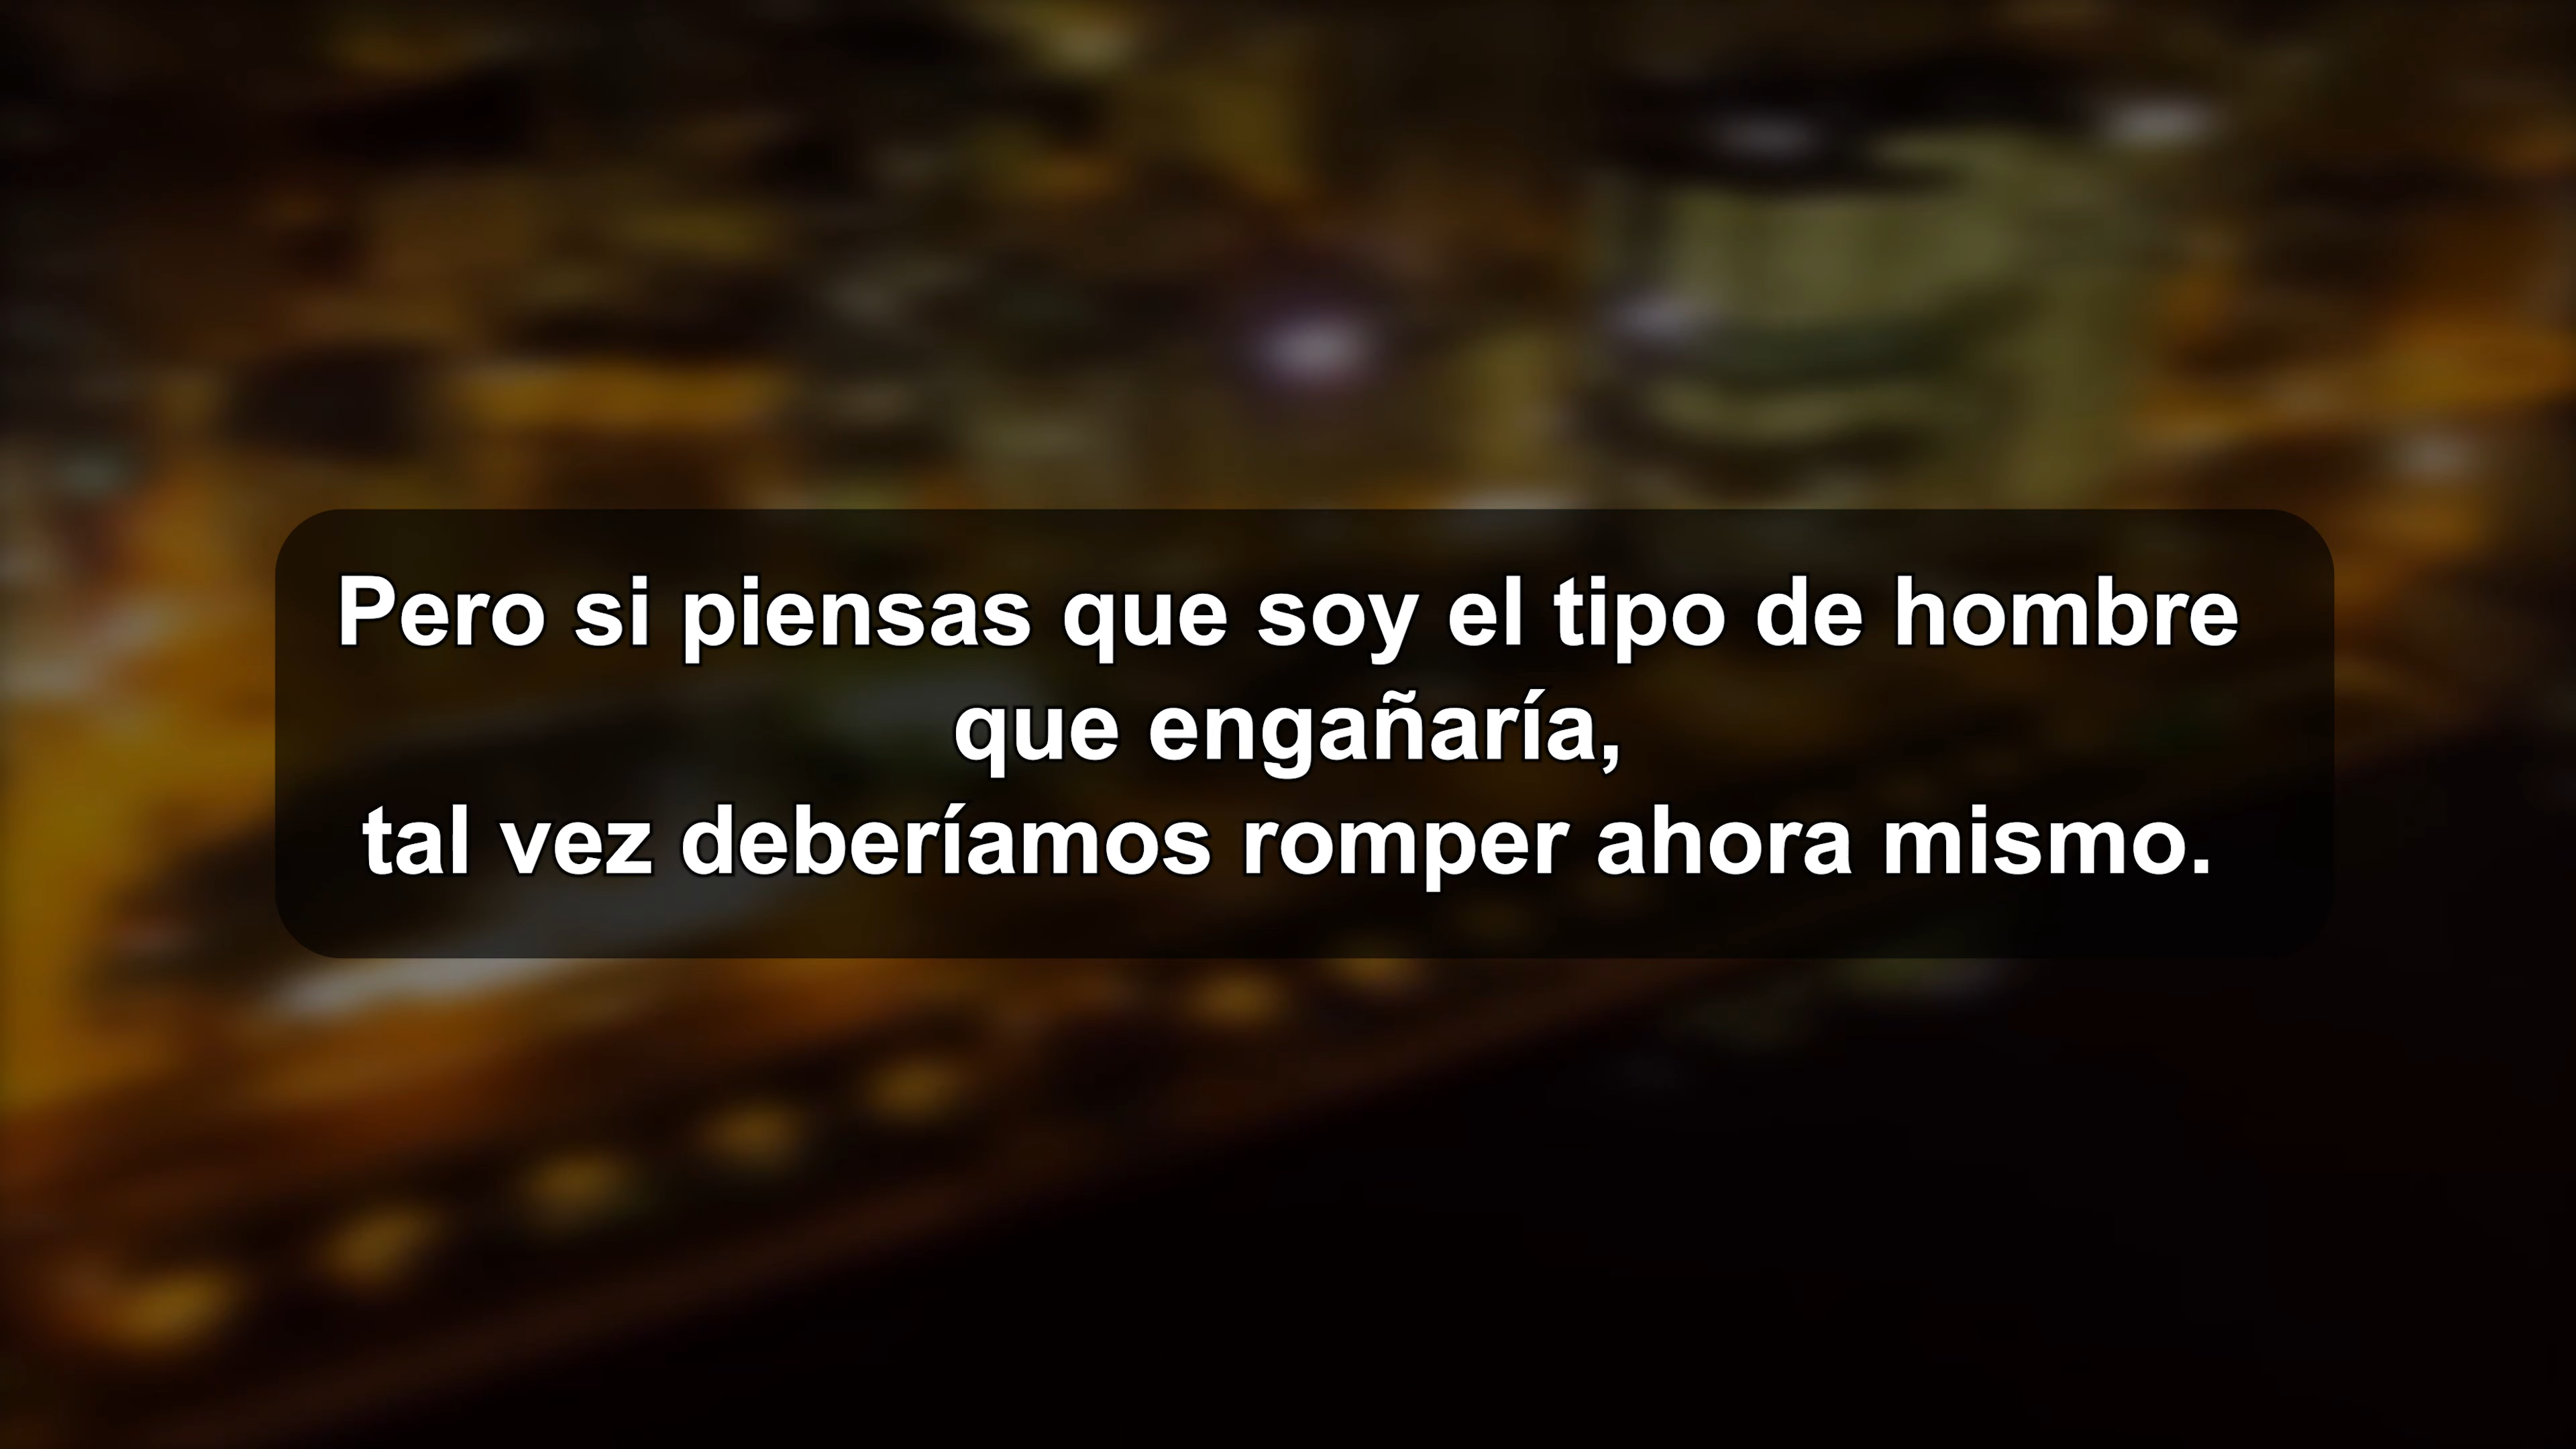 Pero si piensas que soy el tipo de hombre
que engañaría,
tal vez deberíamos romper ahora mismo.